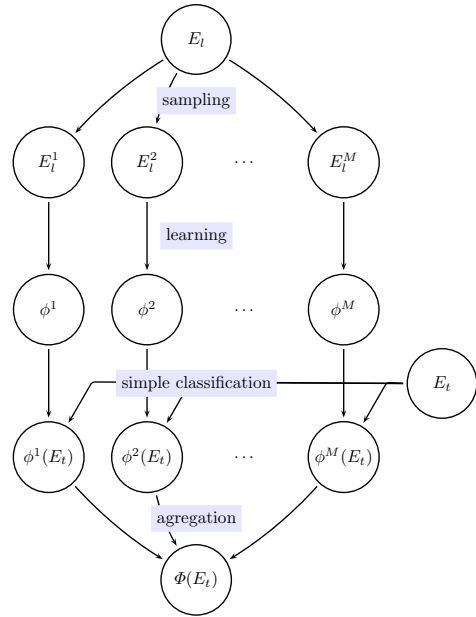 E_l
sampling
E_l^1 E_l^2 ... E_l^M
learning
ϕ^1 ϕ^2 ... ϕ^M
simple classification E_t
ϕ^1(E_t) ϕ^2(E_t) ... ϕ^M(E_t)
agregation
Φ(E_t)